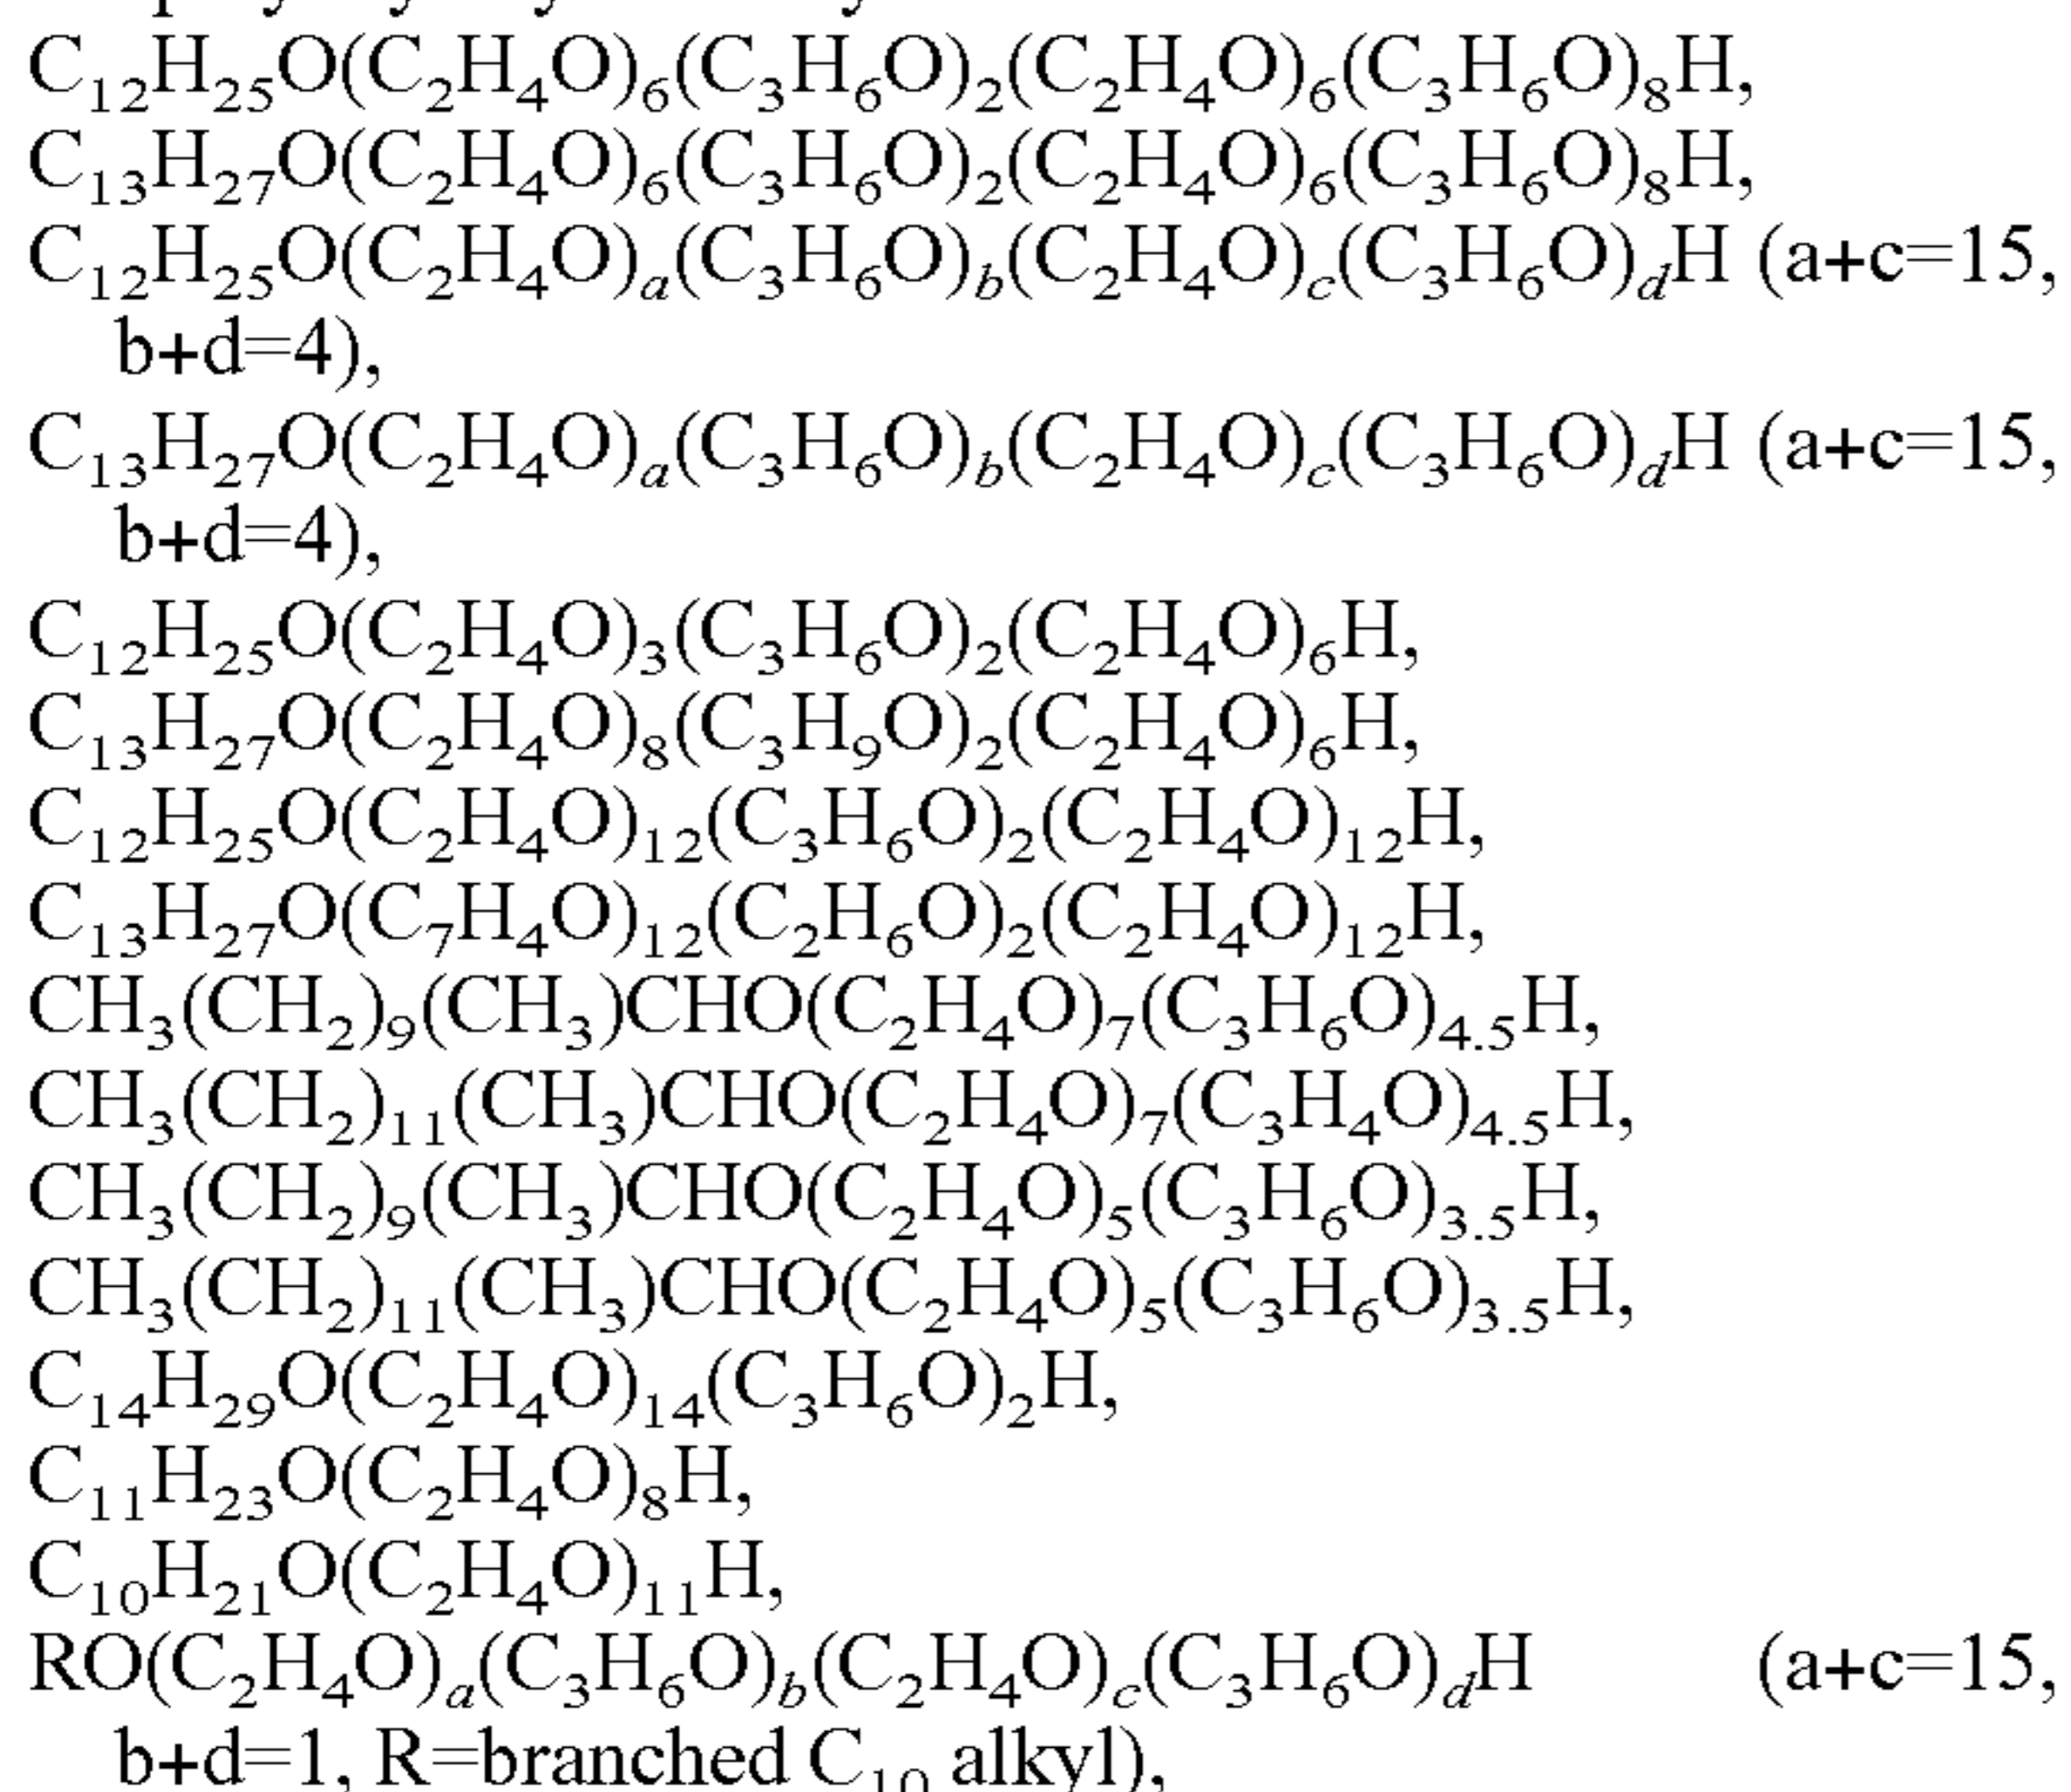 C₁₂H₂₅O(C₂H₄O)₆(C₃H₆O)₂(C₂H₄O)₆(C₃H₆O)₈H,
C₁₃H₂₇O(C₂H₄O)₆(C₃H₆O)₂(C₂H₄O)₆(C₃H₆O)₈H,
C₁₂H₂₅O(C₂H₄O)a(C₃H₆O)b(C₂H₄O)c(C₃H₆O)dH (a+c=15,
b+d=4),
C₁₃H₂₇O(C₂H₄O)a(C₃H₆O)b(C₂H₄O)c(C₃H₆O)dH (a+c=15,
b+d=4),
C₁₂H₂₅O(C₂H₄O)₃(C₃H₆O)₂(C₂H₄O)₆H,
C₁₃H₂₇O(C₂H₄O)₈(C₃H₉O)₂(C₂H₄O)₆H,
C₁₂H₂₅O(C₂H₄O)₁₂(C₃H₆O)₂(C₂H₄O)₁₂H,
C₁₃H₂₇O(C₇H₄O)₁₂(C₂H₆O)₂(C₂H₄O)₁₂H,
CH₃(CH₂)₉(CH₃)CHO(C₂H₄O)₇(C₃H₆O)₄.₅H,
CH₃(CH₂)₁₁(CH₃)CHO(C₂H₄O)₇(C₃H₄O)₄.₅H,
CH₃(CH₂)₉(CH₃)CHO(C₂H₄O)₅(C₃H₆O)₃.₅H,
CH₃(CH₂)₁₁(CH₃)CHO(C₂H₄O)₅(C₃H₆O)₃.₅H,
C₁₄H₂₉O(C₂H₄O)₁₄(C₃H₆O)₂H,
C₁₁H₂₃O(C₂H₄O)₈H,
C₁₀H₂₁O(C₂H₄O)₁₁H,
RO(C₂H₄O)a(C₃H₆O)b(C₂H₄O)c(C₃H₆O)dH (a+c=15,
b+d=1, R=branched C₁₀ alkyl),